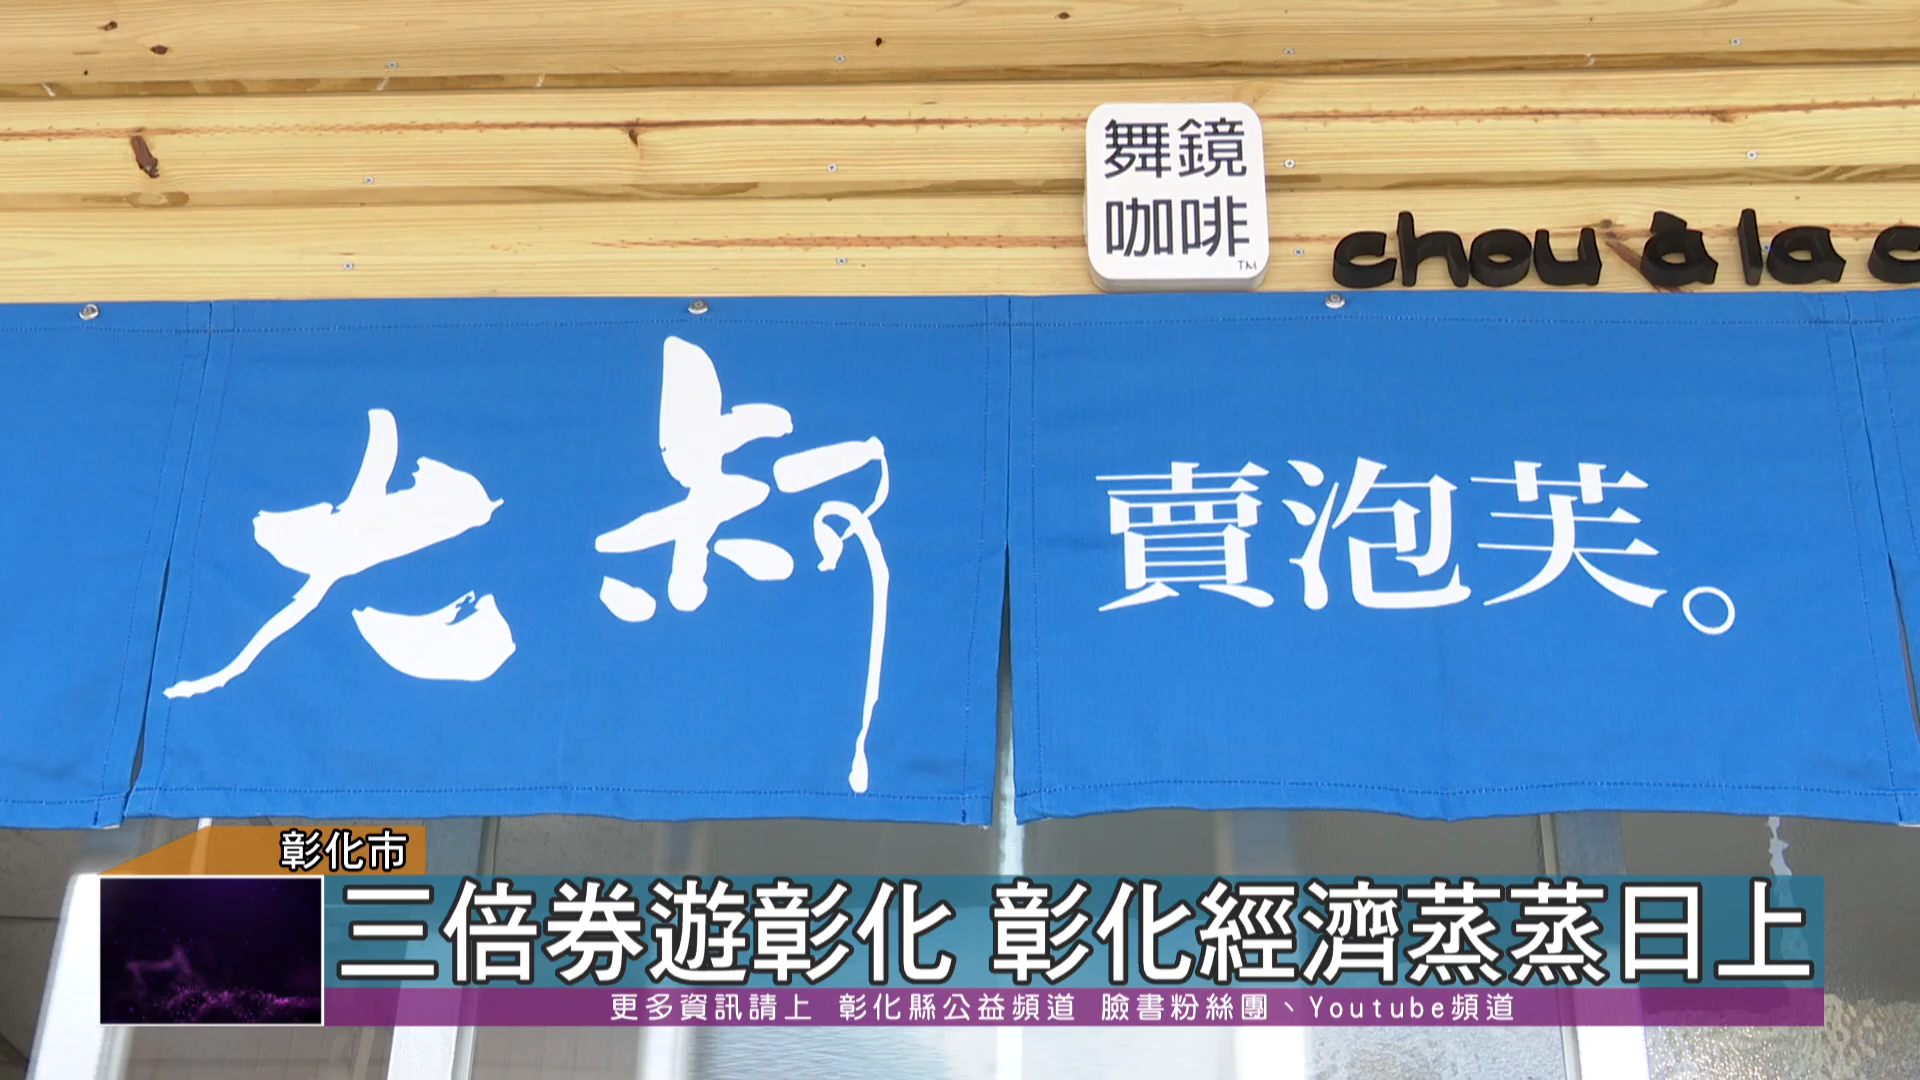 舞鏡
咖啡
TM
chou à la c
大叔 賣泡芙。
彰化市
三倍券遊彰化 彰化經濟蒸蒸日上
更多資訊請上 彰化縣公益頻道 臉書粉絲團、Youtube頻道